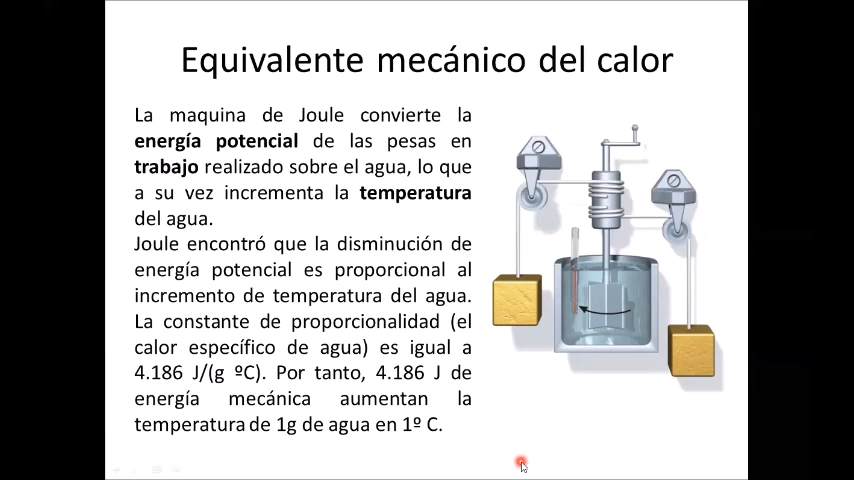 Equivalente mecánico del calor
La maquina de Joule convierte la
energía potencial de las pesas en
trabajo realizado sobre el agua, lo que
a su vez incrementa la temperatura
del agua.
Joule encontró que la disminución de
energía potencial es proporcional al
incremento de temperatura del agua.
La constante de proporcionalidad (el
calor específico de agua) es igual a
4.186 J/(g ºC). Por tanto, 4.186 J de
energía mecánica aumentan la
temperatura de 1g de agua en 1º C.